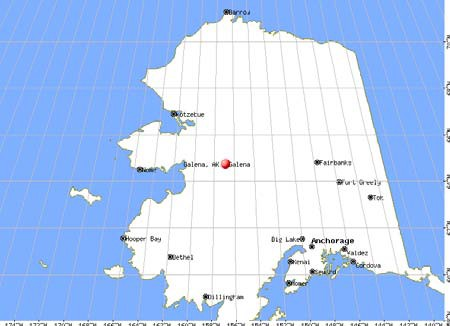 Barrow
Kotzebue
Galena, AK Galena
Fairbanks
Nome
Fort Greely
Tok
Hooper Bay
Big Lake
Anchorage
Valdez
Bethel
Kenai
Cordova
Seward
Homer
Dillingham